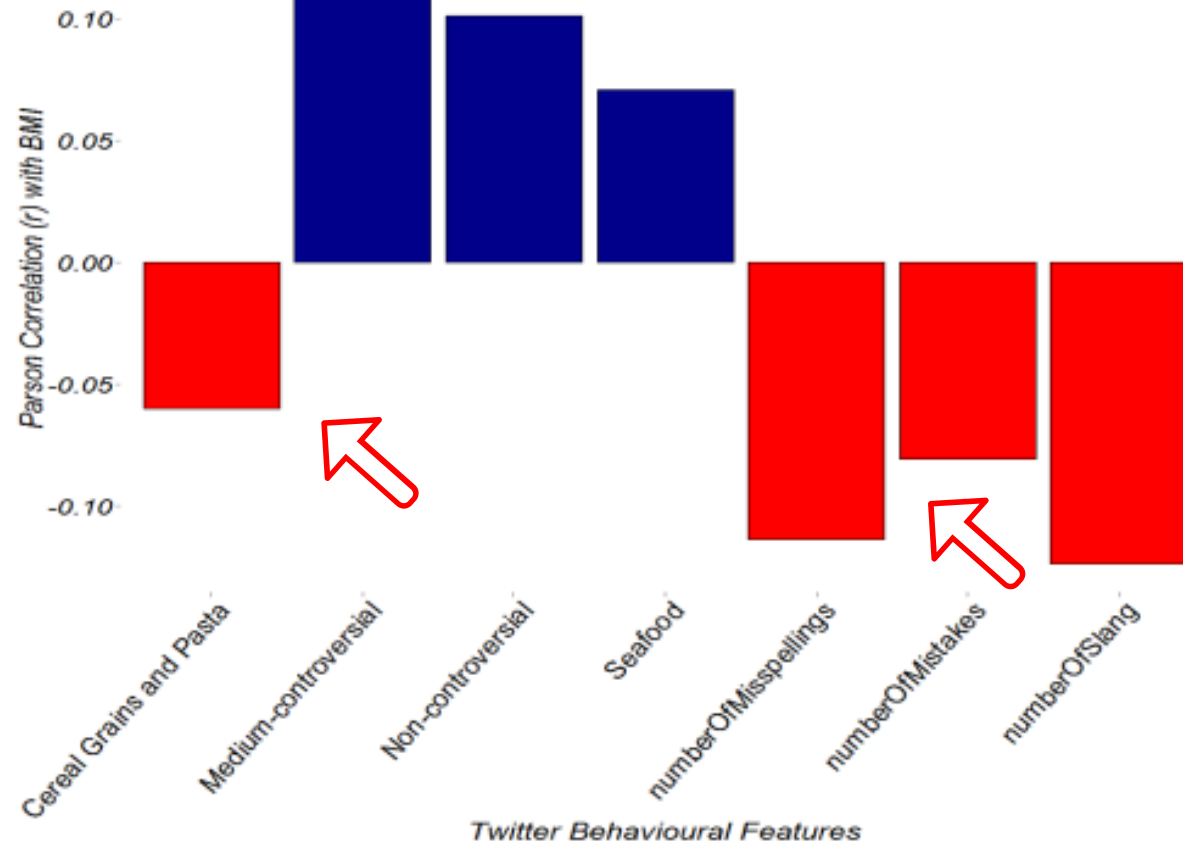 Parson Correlation (r) with BMI
0.10
0.05
0.00
-0.05
-0.10
Cereal Grains and Pasta
Medium-controversial
Non-controversial
Seafood
numberOfMisspellings
numberOfMistakes
numberOfSlang
Twitter Behavioural Features